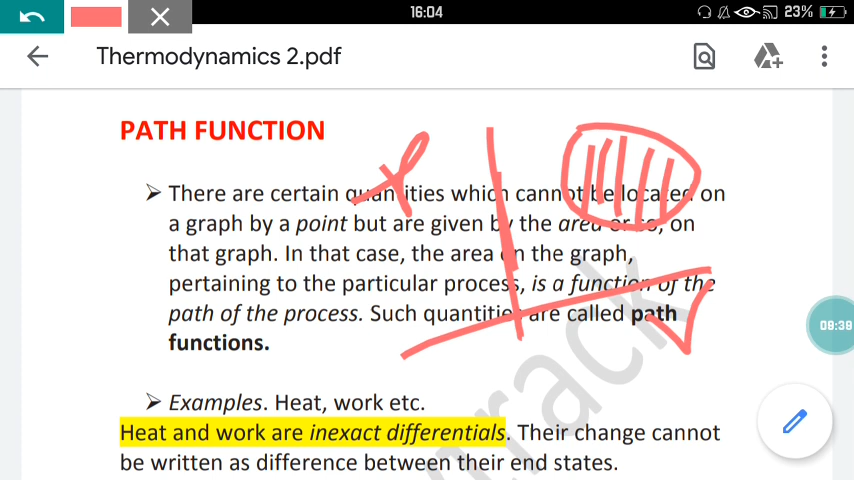 16:04
23%
Thermodynamics 2.pdf
PATH FUNCTION
➢ There are certain quantities which cannot be located on
a graph by a point but are given by the area or so, on
that graph. In that case, the area on the graph,
pertaining to the particular process, is a function of the
path of the process. Such quantities are called path
functions.
08:38
➢ Examples. Heat, work etc.
Heat and work are inexact differentials. Their change cannot
be written as difference between their end states.
track